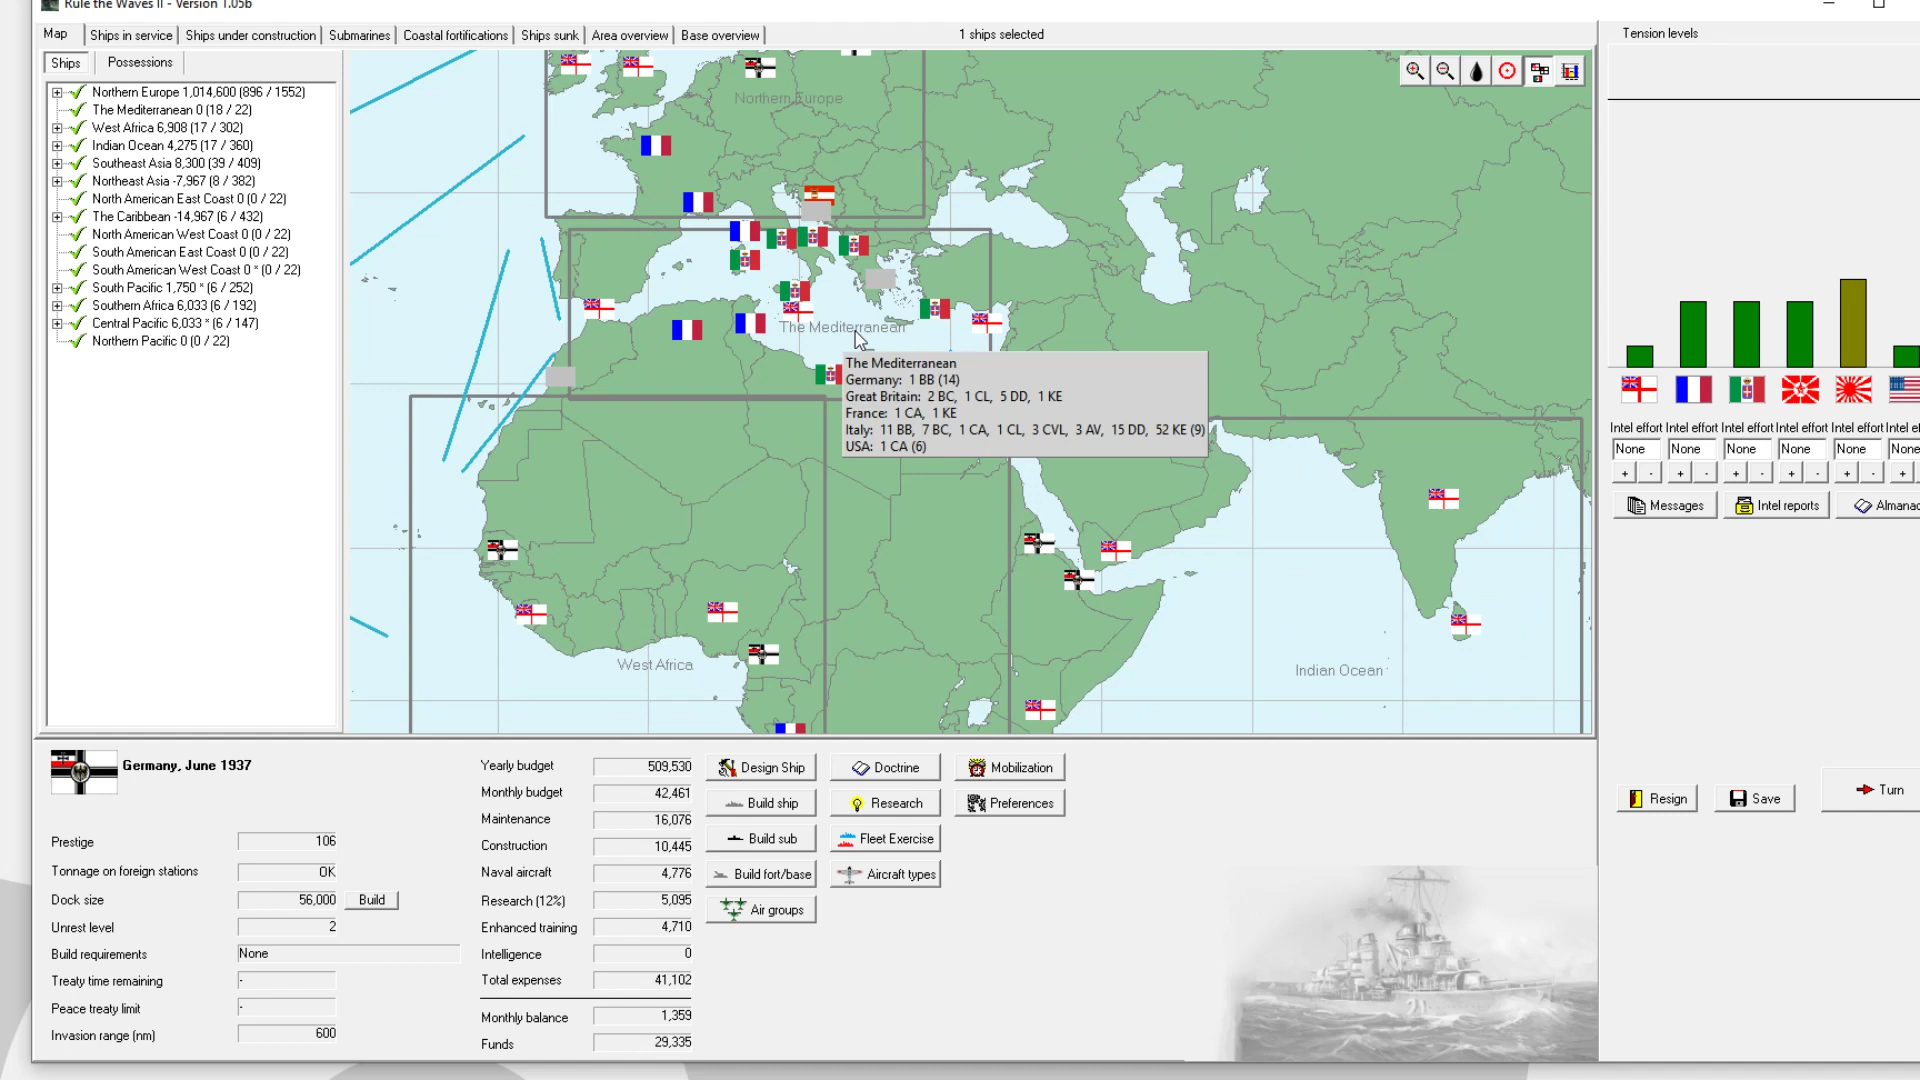 Rule the Waves II - Version 1.05b
Map
Ships in service
Ships under construction
Submarines
Coastal fortifications
Ships sunk
Area overview
Base overview
1 ships selected
Tension levels
Ships
Possessions
Northern Europe 1,014,600 (896 / 1552)
The Mediterranean 0 (18 / 22)
West Africa 6,908 (17 / 302)
Indian Ocean 4,275 (17 / 360)
Southeast Asia 8,300 (39 / 409)
Northeast Asia -7,967 (8 / 382)
North American East Coast 0 (0 / 22)
The Caribbean -14,967 (6 / 432)
North American West Coast 0 (0 / 22)
South American East Coast 0 (0 / 22)
South American West Coast 0 * (0 / 22)
South Pacific 1,750 * (6 / 252)
Southern Africa 6,033 (6 / 192)
Central Pacific 6,033 * (6 / 147)
Northern Pacific 0 (0 / 22)
Northern Europe
The Mediterranean
The Mediterranean
Germany: 1 BB (14)
Great Britain: 2 BC, 1 CL, 5 DD, 1 KE
France: 1 CA, 1 KE
Italy: 11 BB, 7 BC, 1 CA, 1 CL, 3 CVL, 3 AV, 15 DD, 52 KE (9)
USA: 1 CA (6)
West Africa
Indian Ocean
Intel effort Intel effort Intel effort Intel effort Intel effort Intel ef
None None None None None None
+ - + - + - + - + - +
Messages
Intel reports
Almanac
Germany, June 1937
Prestige 106
Tonnage on foreign stations OK
Dock size 56,000 Build
Unrest level 2
Build requirements None
Treaty time remaining -
Peace treaty limit -
Invasion range (nm) 600
Yearly budget 509,530
Monthly budget 42,461
Maintenance 16,076
Construction 10,445
Naval aircraft 4,776
Research (12%) 5,095
Enhanced training 4,710
Intelligence 0
Total expenses 41,102
Monthly balance 1,359
Funds 29,335
Design Ship
Doctrine
Mobilization
Build ship
Research
Preferences
Build sub
Fleet Exercise
Build fort/base
Aircraft types
Air groups
Resign
Save
Turn